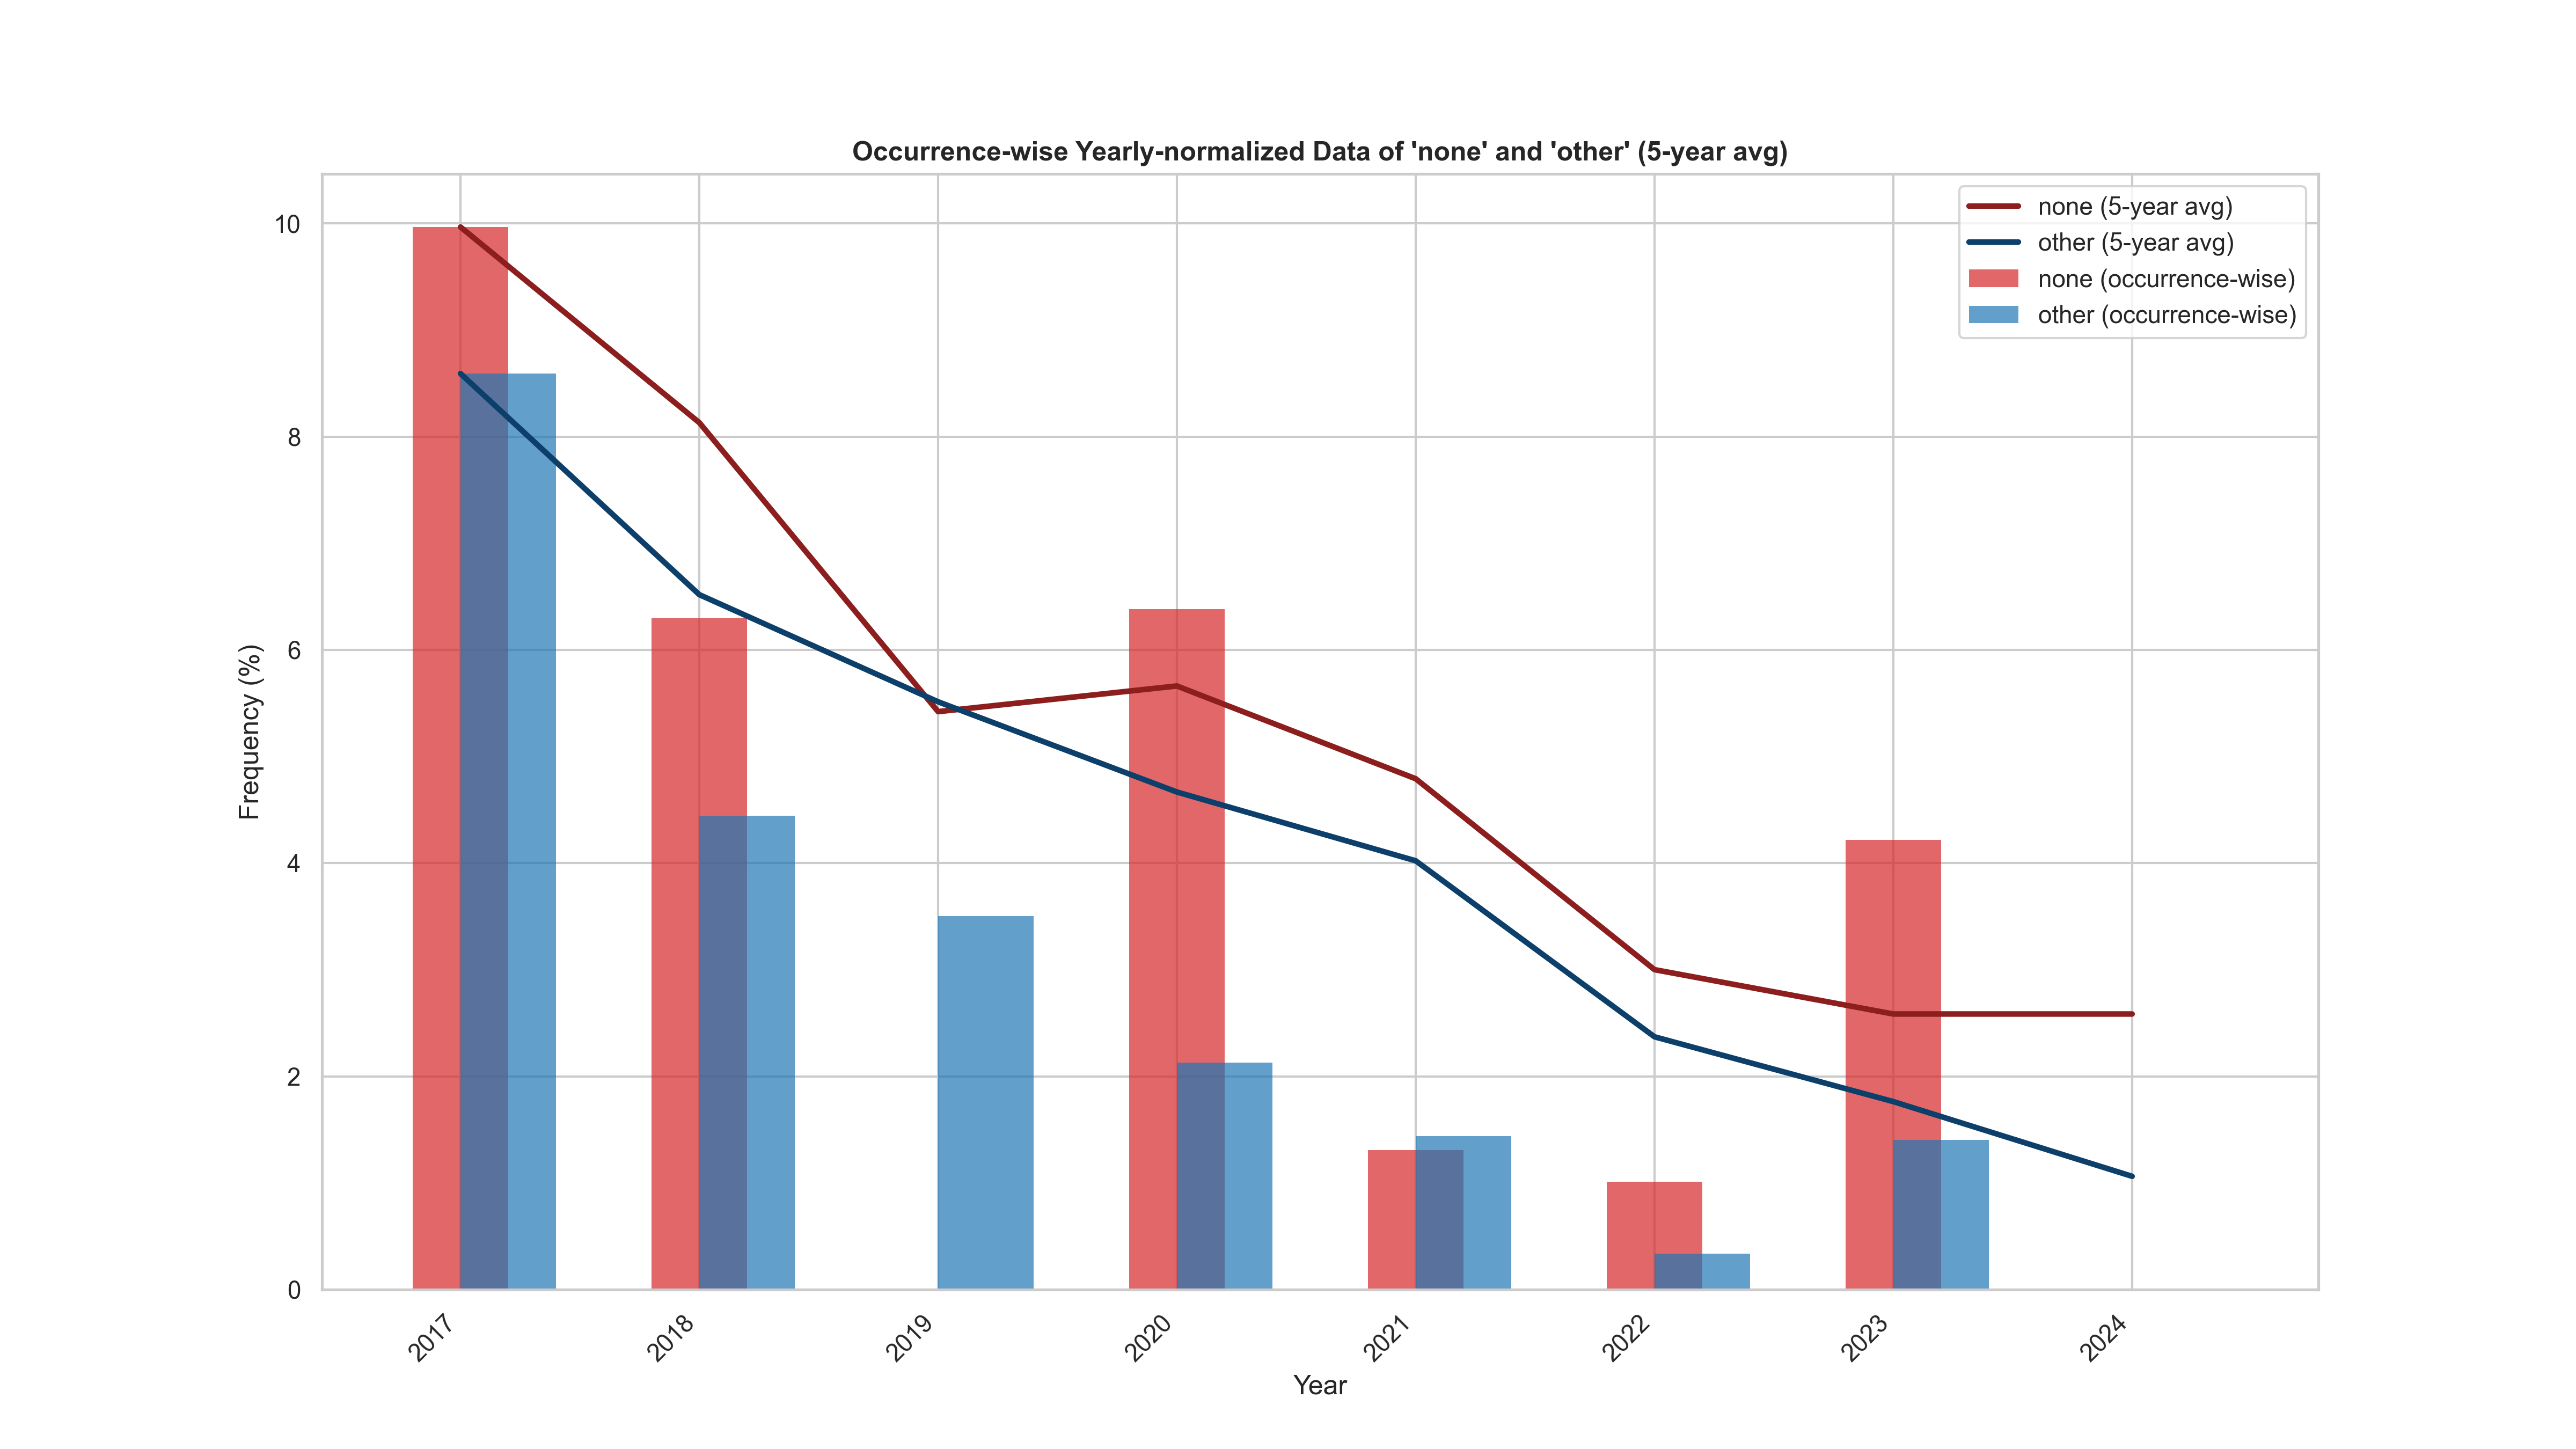 Occurrence-wise Yearly-normalized Data of 'none' and 'other' (5-year avg)
none (5-year avg)
other (5-year avg)
none (occurrence-wise)
other (occurrence-wise)
Frequency (%)
10
8
6
4
2
0
2017
2018
2019
2020
2021
2022
2023
2024
Year